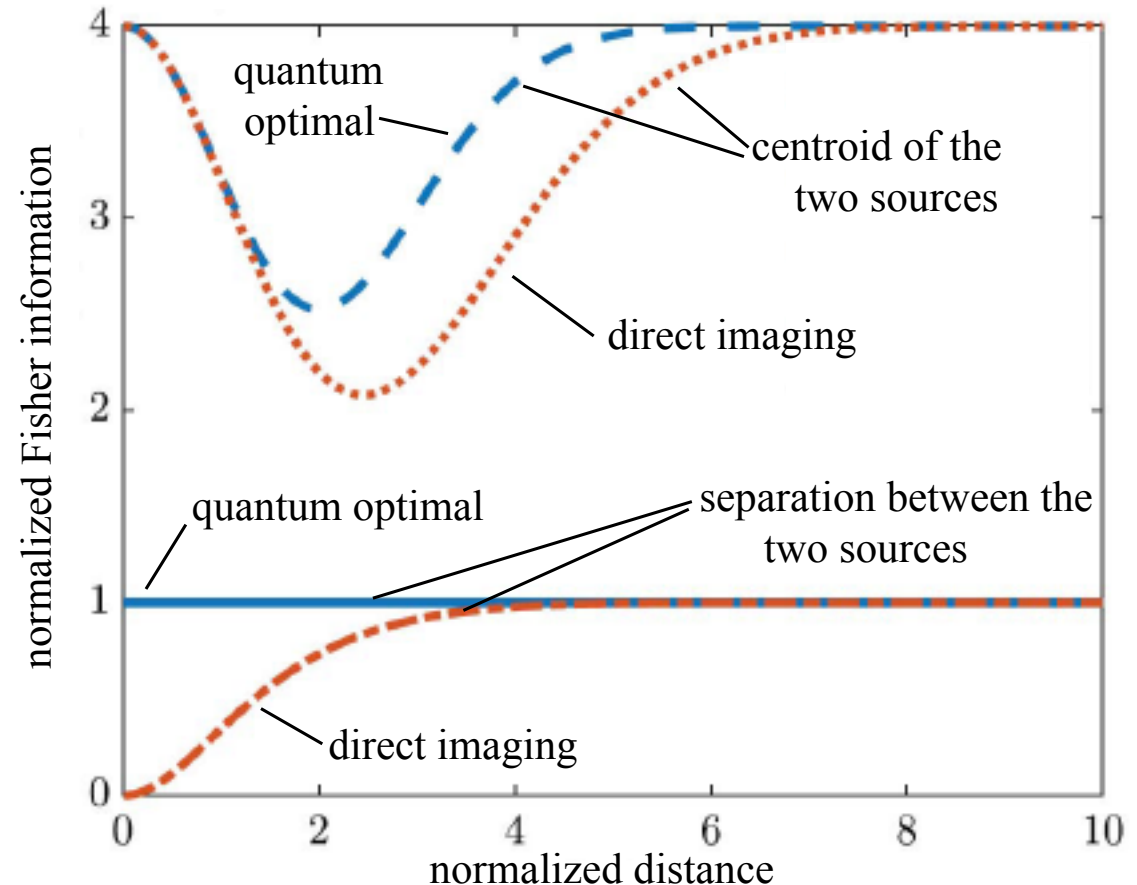 4
quantum
optimal
centroid of the
two sources
3
direct imaging
2
quantum optimal
separation between the
two sources
1
direct imaging
0
0 2 4 6 8 10
normalized distance
normalized Fisher information